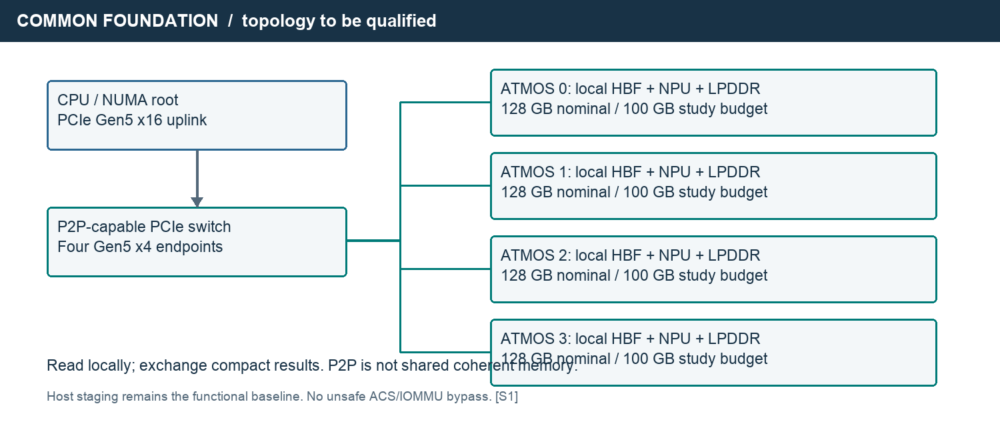 COMMON FOUNDATION / topology to be qualified
CPU / NUMA root
PCIe Gen5 x16 uplink
P2P-capable PCIe switch
Four Gen5 x4 endpoints
ATMOS 0: local HBF + NPU + LPDDR
128 GB nominal / 100 GB study budget
ATMOS 1: local HBF + NPU + LPDDR
128 GB nominal / 100 GB study budget
ATMOS 2: local HBF + NPU + LPDDR
128 GB nominal / 100 GB study budget
ATMOS 3: local HBF + NPU + LPDDR
128 GB nominal / 100 GB study budget
Read locally; exchange compact results. P2P is not shared coherent memory.
Host staging remains the functional baseline. No unsafe ACS/IOMMU bypass. [S1]